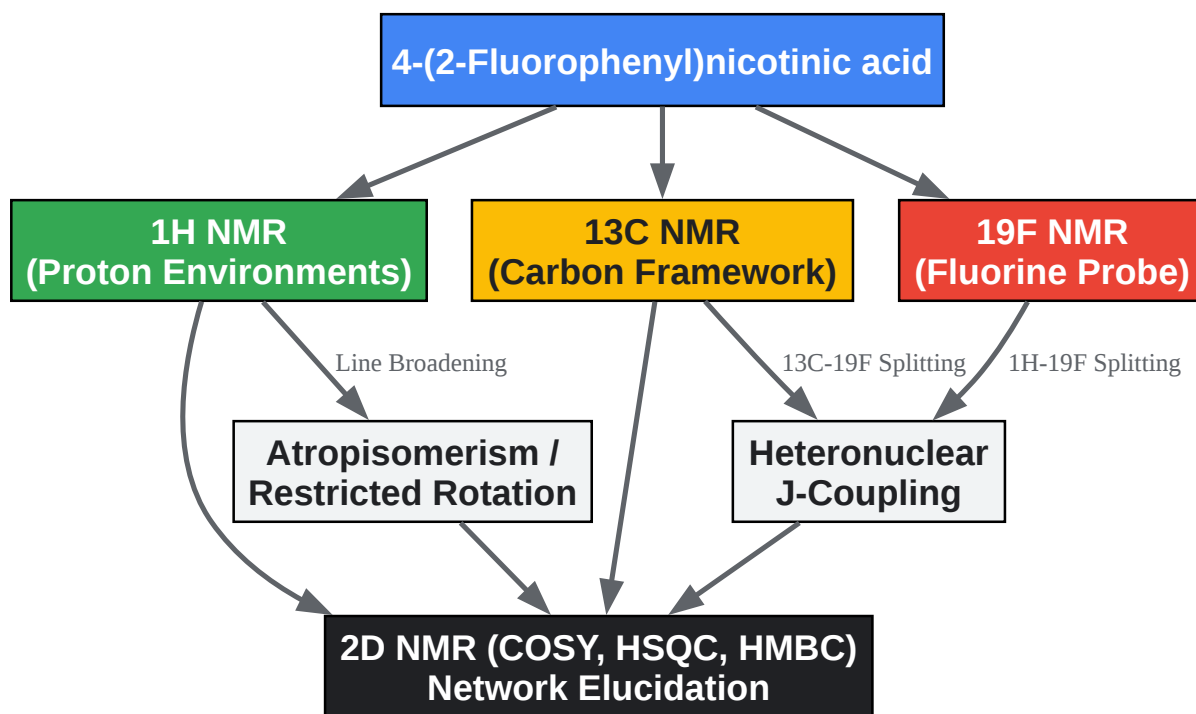 4-(2-Fluorophenyl)nicotinic acid
1H NMR
(Proton Environments)
13C NMR
(Carbon Framework)
19F NMR
(Fluorine Probe)
Line Broadening
13C-19F Splitting
1H-19F Splitting
Atropisomerism /
Restricted Rotation
Heteronuclear
J-Coupling
2D NMR (COSY, HSQC, HMBC)
Network Elucidation